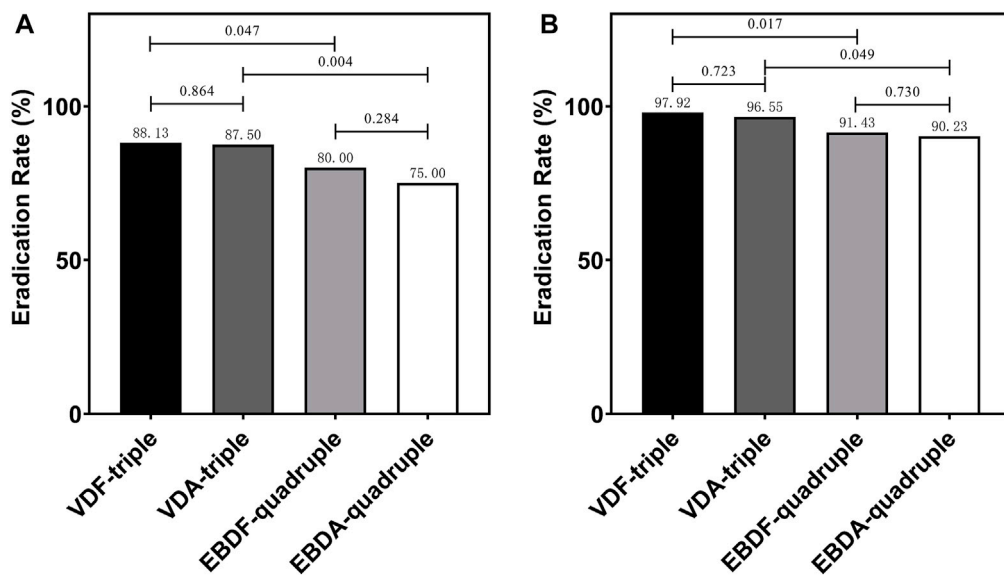 A
0.047
0.004
0.864
0.284
88.13
87.50
80.00
75.00
100
50
0
Eradication Rate (%)
VDF-triple
VDA-triple
EBDF-quadruple
EBDA-quadruple
B
0.017
0.049
0.723
0.730
97.92
96.55
91.43
90.23
100
50
0
Eradication Rate (%)
VDF-triple
VDA-triple
EBDF-quadruple
EBDA-quadruple